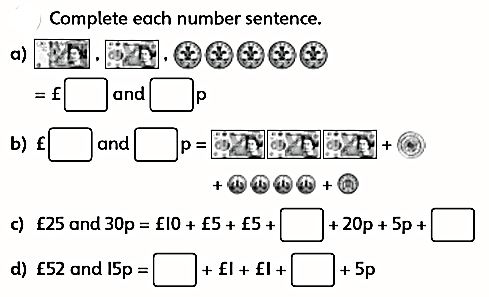 Complete each number sentence.
a) , ,
= £ and p
b) £ and p = +
+ +
c) £25 and 30p = £10 + £5 + £5 + + 20p + 5p +
d) £52 and 15p = + £1 + £1 + + 5p